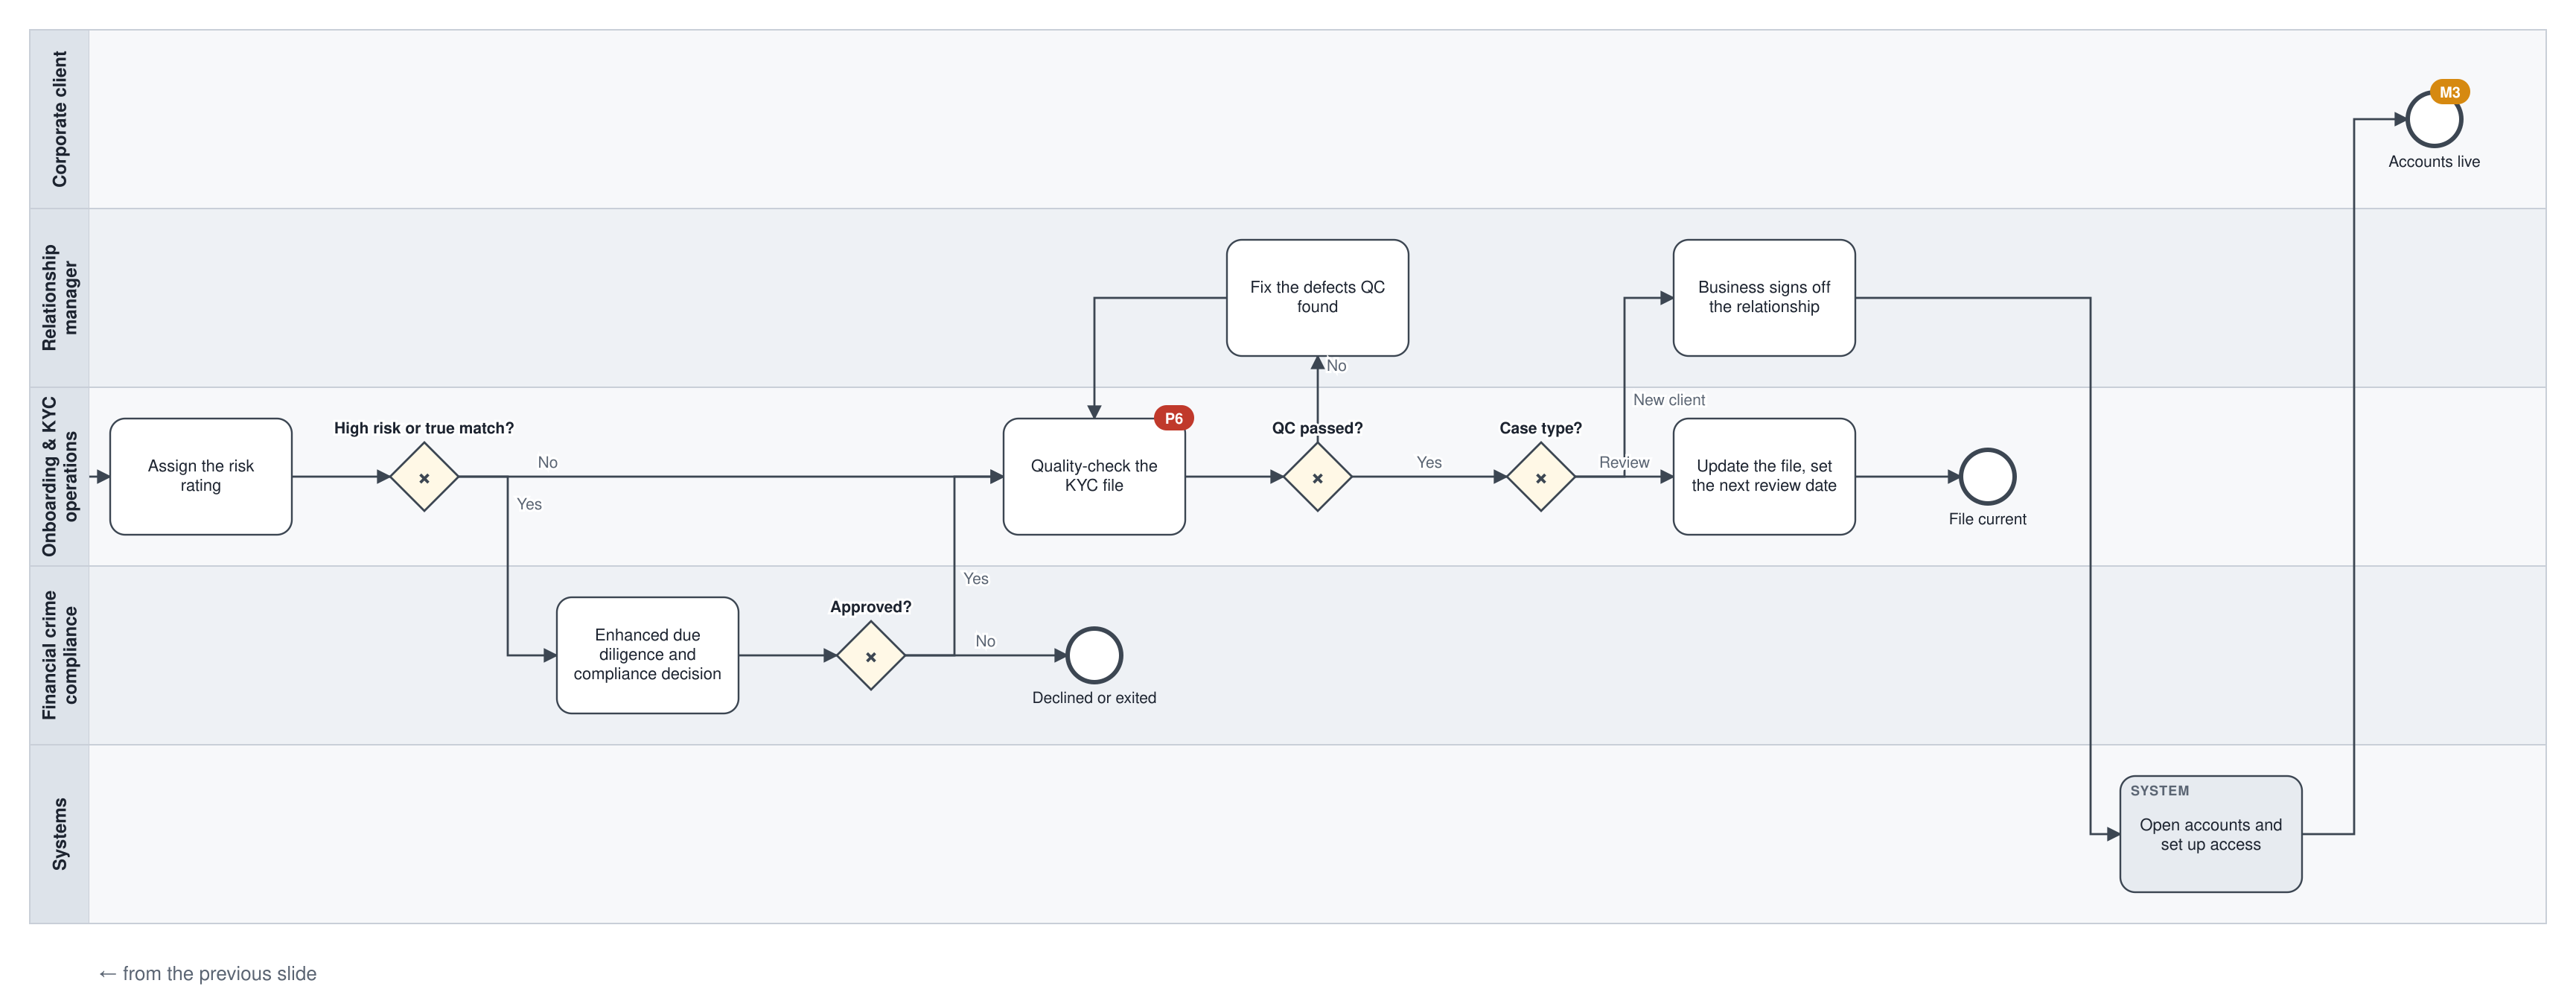 Corporate client
M3
Accounts live
Relationship
manager
Fix the defects QC
found
Business signs off
the relationship
No
New client
Onboarding & KYC
operations
Assign the risk
rating
High risk or true match?
×
No
Yes
P6
Quality-check the
KYC file
QC passed?
×
Yes
Case type?
×
Review
Update the file, set
the next review date
File current
Financial crime
compliance
Enhanced due
diligence and
compliance decision
Approved?
×
Yes
No
Declined or exited
Systems
SYSTEM
Open accounts and
set up access
← from the previous slide